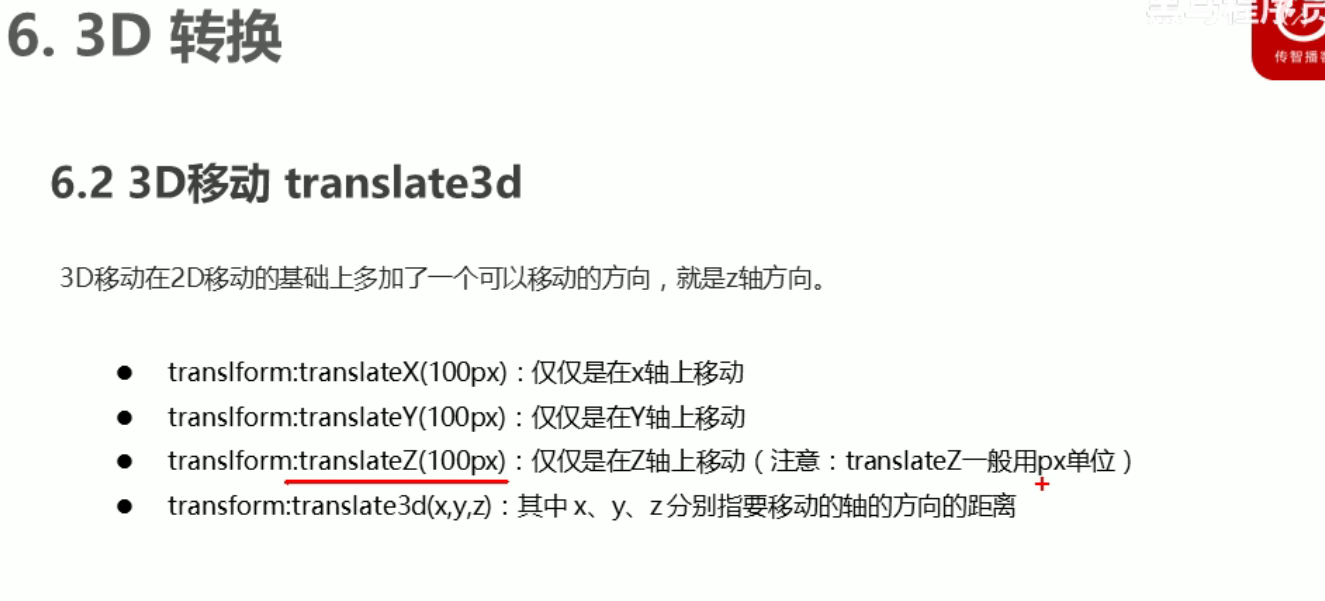 黑马程序员
6. 3D 转换
传智播客
6.2 3D移动 translate3d
3D移动在2D移动的基础上多加了一个可以移动的方向，就是z轴方向。
● translform:translateX(100px)：仅仅是在x轴上移动
● translform:translateY(100px)：仅仅是在Y轴上移动
● translform:translateZ(100px)：仅仅是在Z轴上移动（注意：translateZ一般用px单位）
● transform:translate3d(x,y,z)：其中 x、y、z 分别指要移动的轴的方向的距离